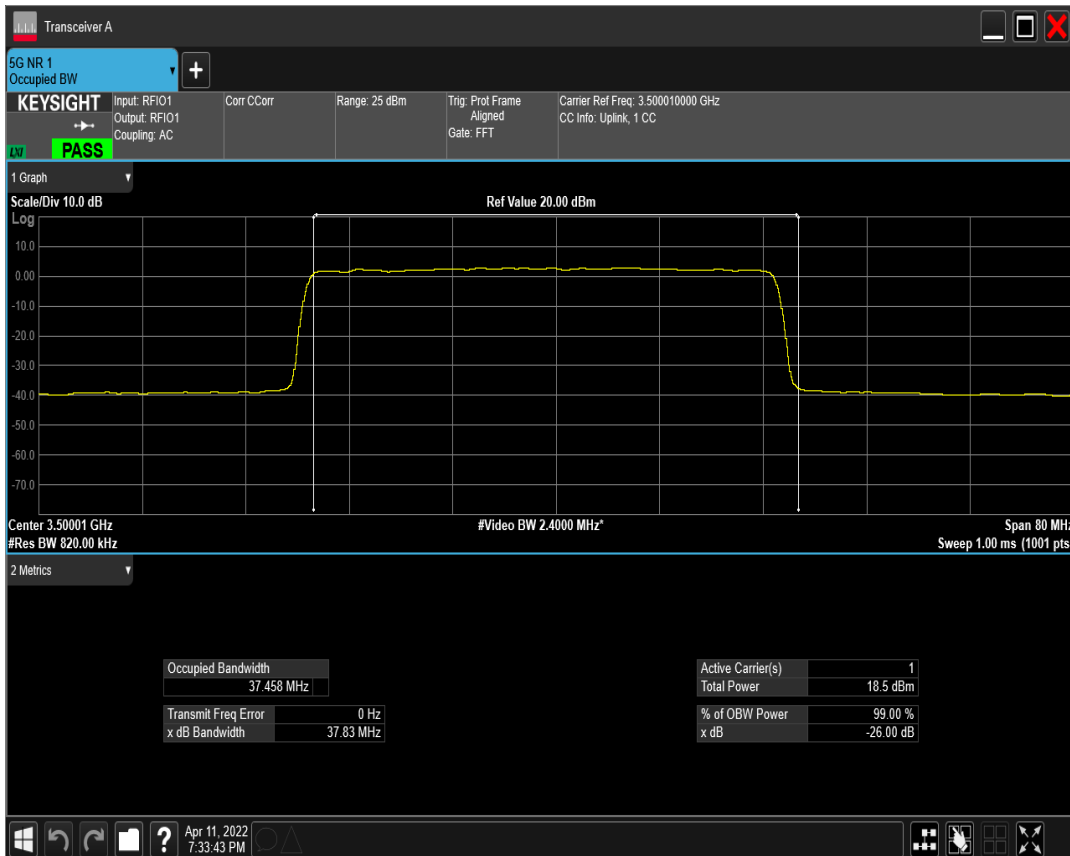 Transceiver A
5G NR 1
Occupied BW
+
KEYSIGHT
LXI
PASS
Input: RFIO1
Output: RFIO1
Coupling: AC
Corr CCorr
Range: 25 dBm
Trig: Prot Frame
Aligned
Gate: FFT
Carrier Ref Freq: 3.500010000 GHz
CC Info: Uplink, 1 CC
1 Graph
Scale/Div 10.0 dB
Ref Value 20.00 dBm
Log
10.0
0.00
-10.0
-20.0
-30.0
-40.0
-50.0
-60.0
-70.0
Center 3.50001 GHz
#Video BW 2.4000 MHz*
Span 80 MHz
#Res BW 820.00 kHz
Sweep 1.00 ms (1001 pts
2 Metrics
Occupied Bandwidth
37.458 MHz
Transmit Freq Error 0 Hz
x dB Bandwidth 37.83 MHz
Active Carrier(s) 1
Total Power 18.5 dBm
% of OBW Power 99.00 %
x dB -26.00 dB
?
Apr 11, 2022
7:33:43 PM